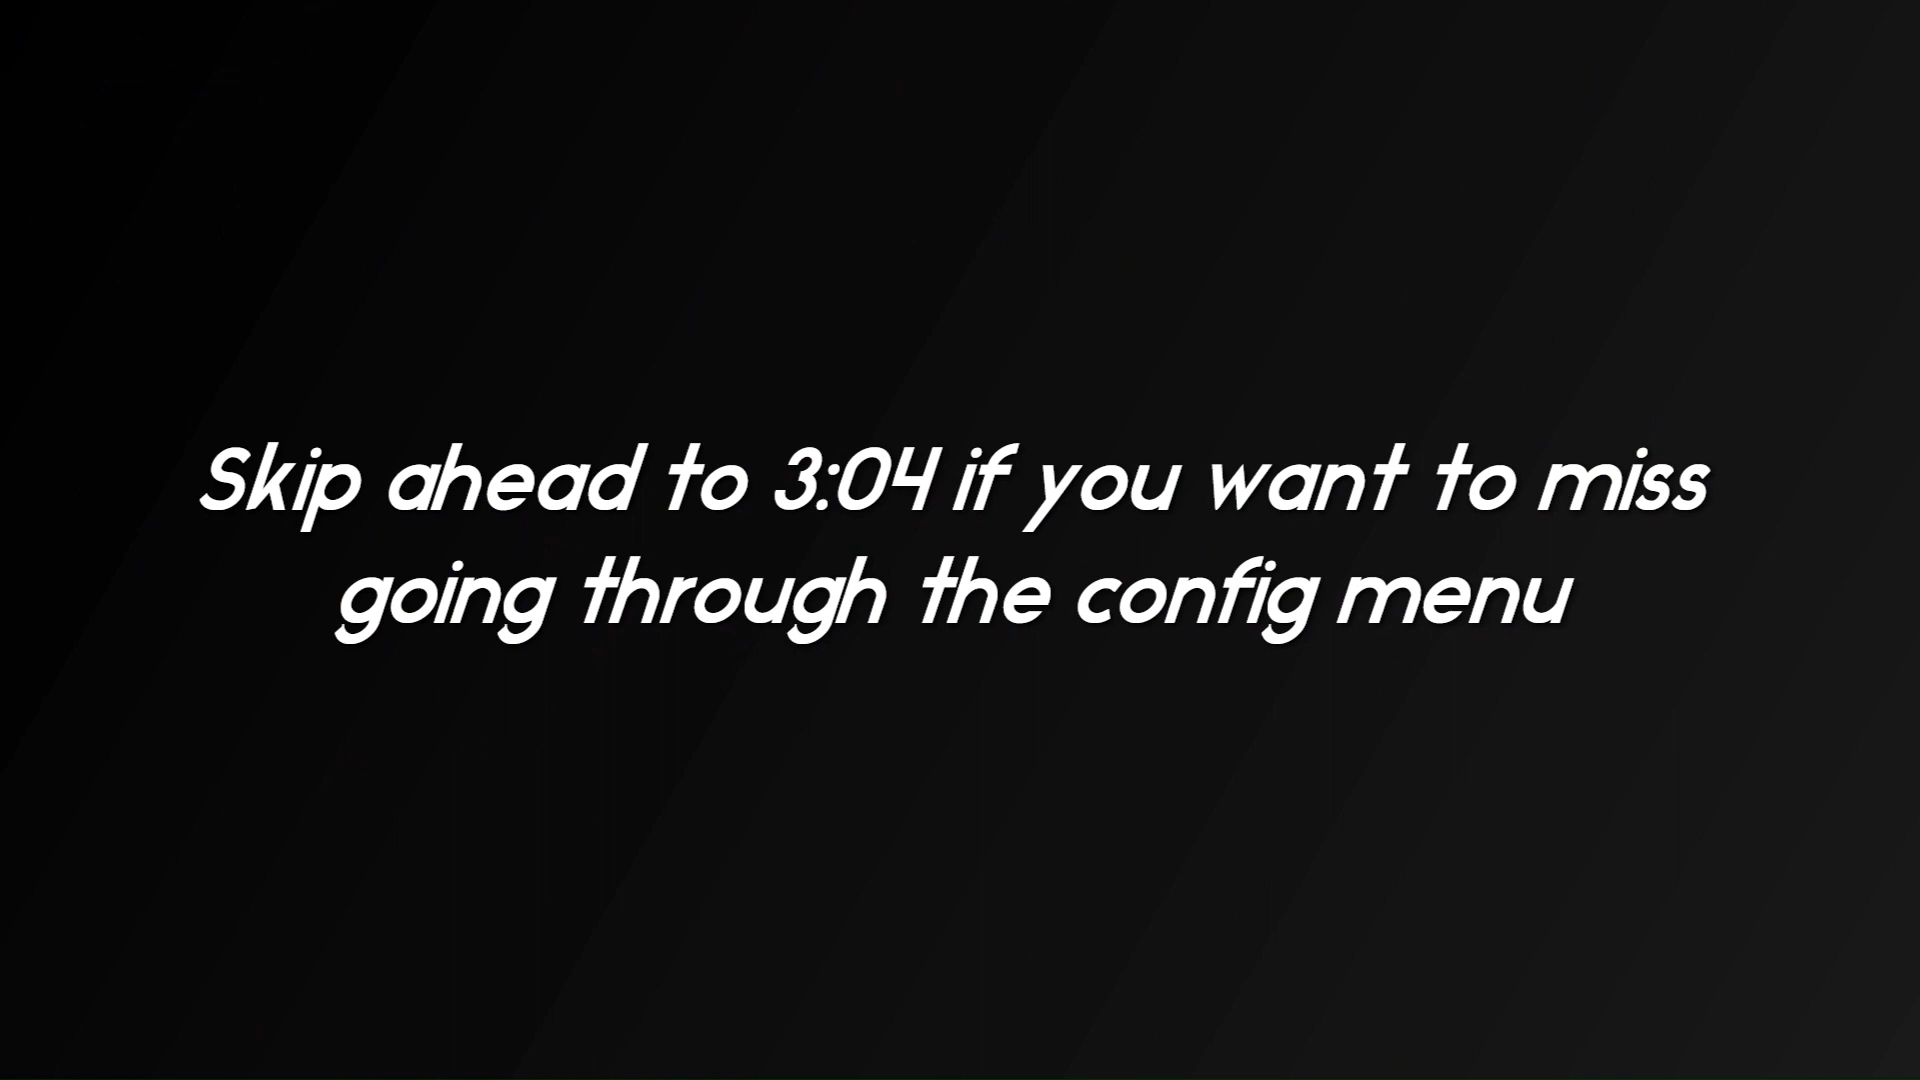 Skip ahead to 3:04 if you want to miss
going through the config menu